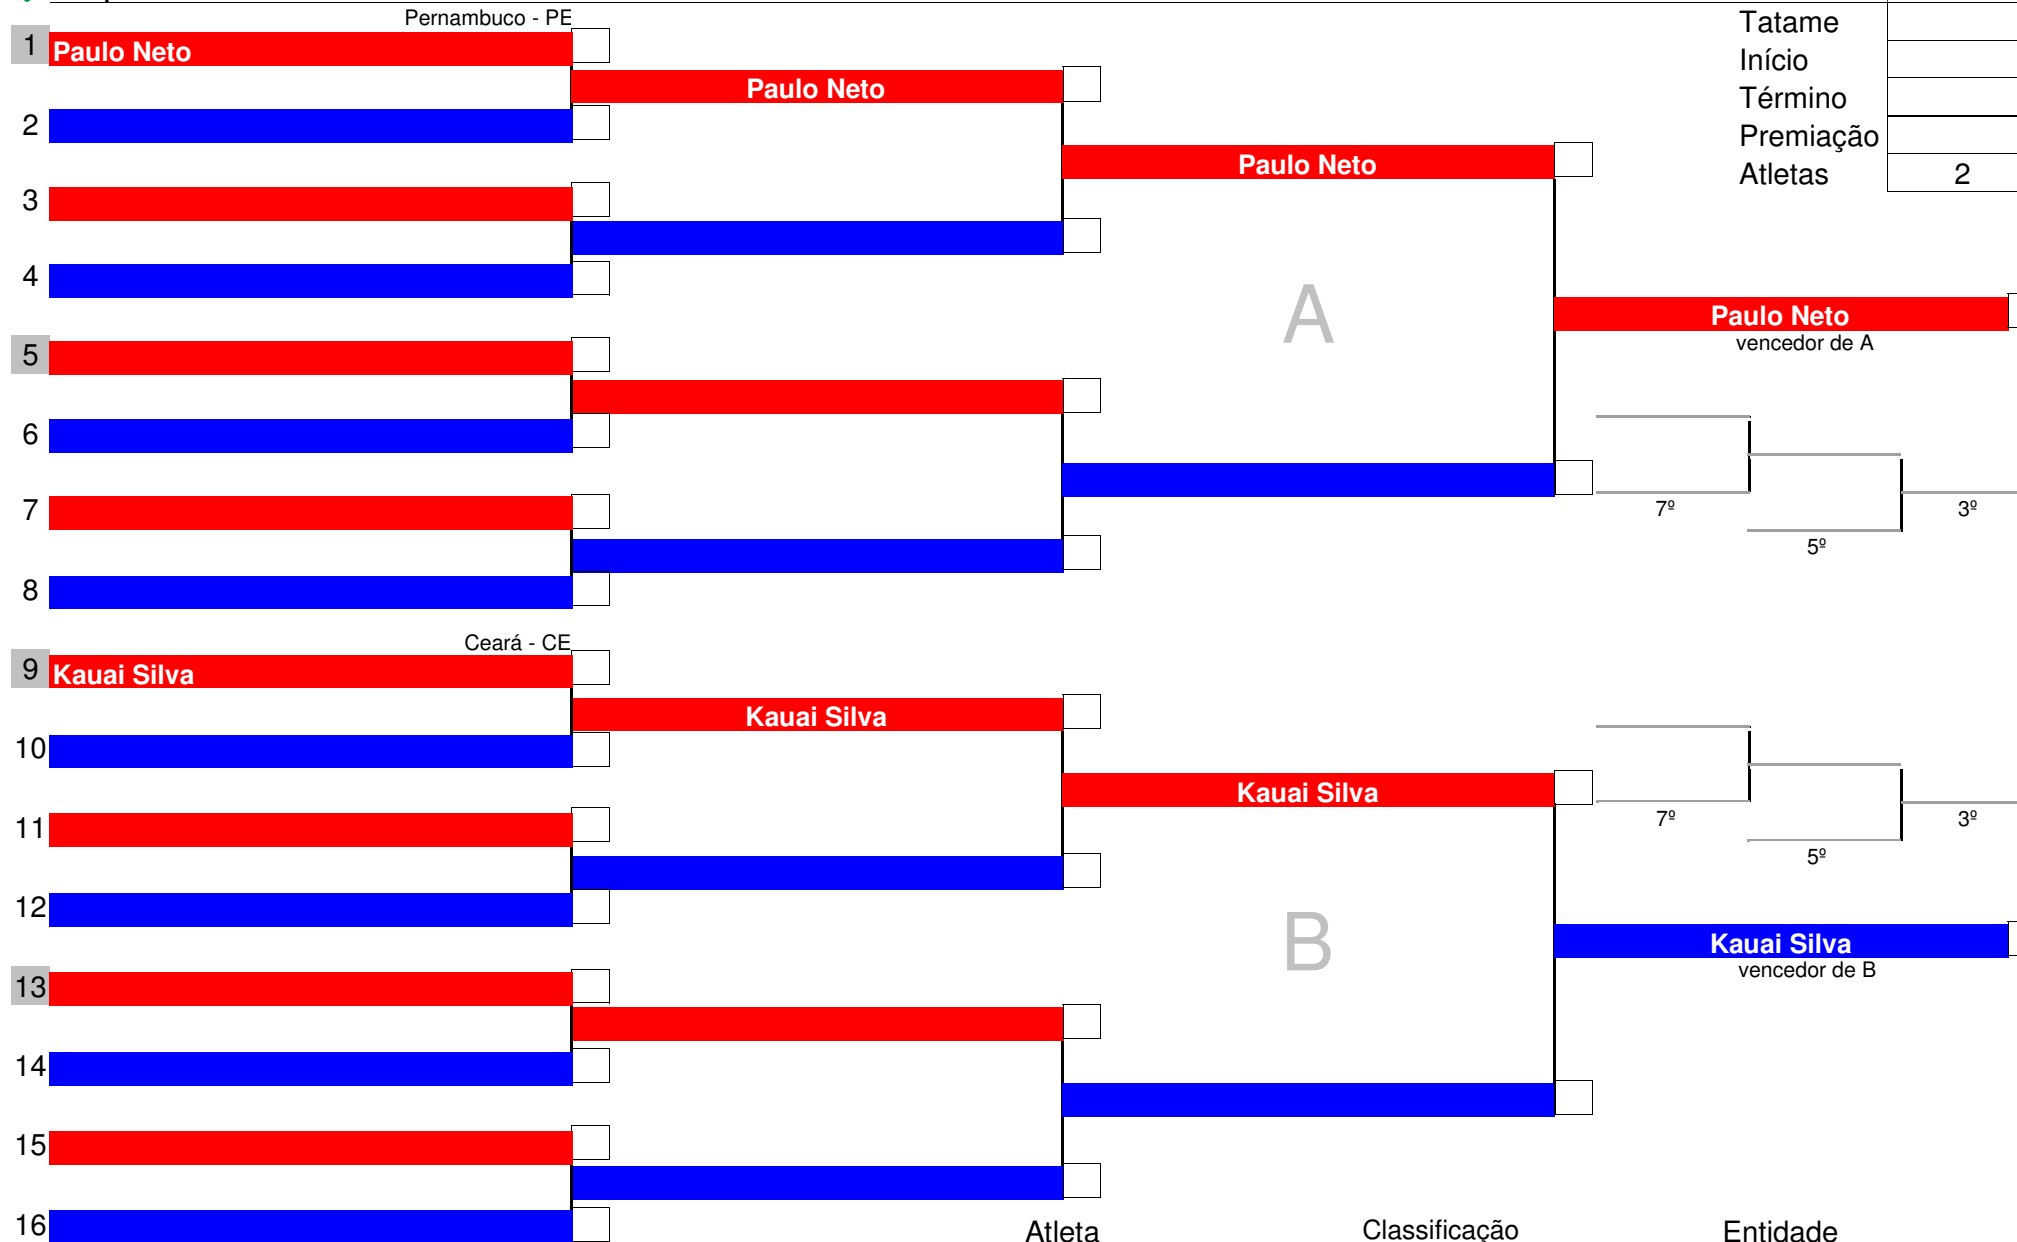 Pernambuco - PE
Tatame
1 Paulo Neto
Início
Paulo Neto
Término
2
Premiação
Paulo Neto
Atletas 2
3
4
A
Paulo Neto
vencedor de A
5
6
7
7º 3º
5º
8
Ceará - CE
9 Kauai Silva
Kauai Silva
10
Kauai Silva
11
7º 3º
5º
12
B
Kauai Silva
vencedor de B
13
14
15
16
Atleta Classificação Entidade